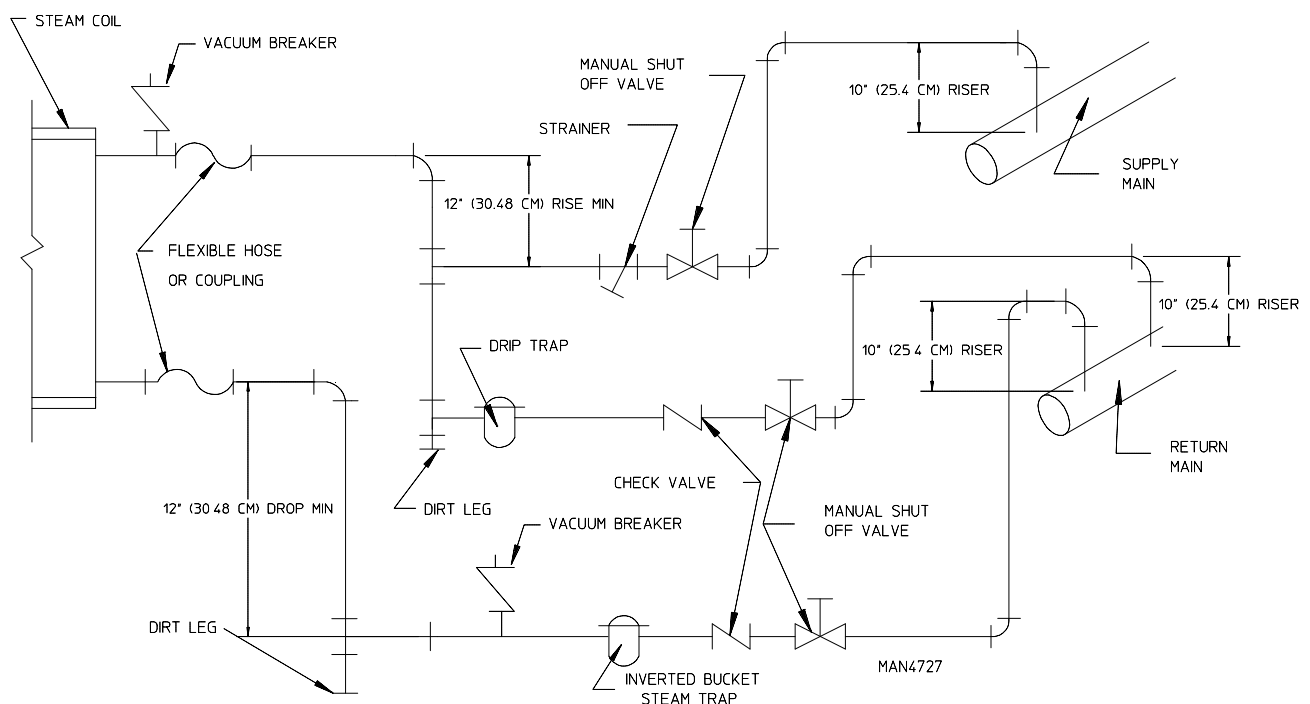 STEAM COIL
VACUUM BREAKER
MANUAL SHUT
OFF VALVE
10" (25.4 CM) RISER
STRAINER
SUPPLY
MAIN
12" (30.48 CM) RISE MIN
FLEXIBLE HOSE
OR COUPLING
10" (25.4 CM) RISER
DRIP TRAP
10" (25.4 CM) RISER
RETURN
MAIN
CHECK VALVE
12" (30.48 CM) DROP MIN
DIRT LEG
VACUUM BREAKER
MANUAL SHUT
OFF VALVE
DIRT LEG
MAN4727
INVERTED BUCKET
STEAM TRAP